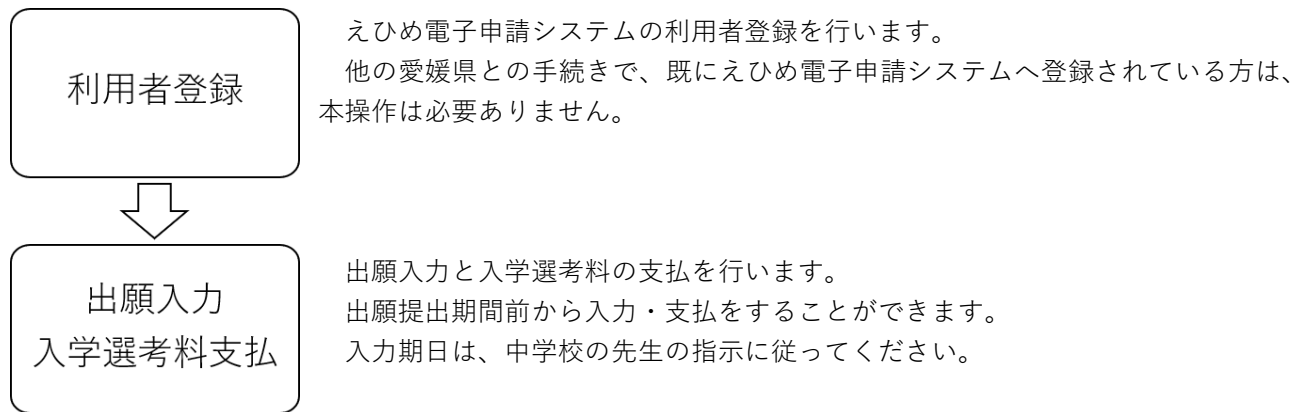 利用者登録
えひめ電子申請システムの利用者登録を行います。
他の愛媛県との手続きで、既にえひめ電子申請システムへ登録されている方は、
本操作は必要ありません。
出願入力
入学選考料支払
出願入力と入学選考料の支払を行います。
出願提出期間前から入力・支払をすることができます。
入力期日は、中学校の先生の指示に従ってください。